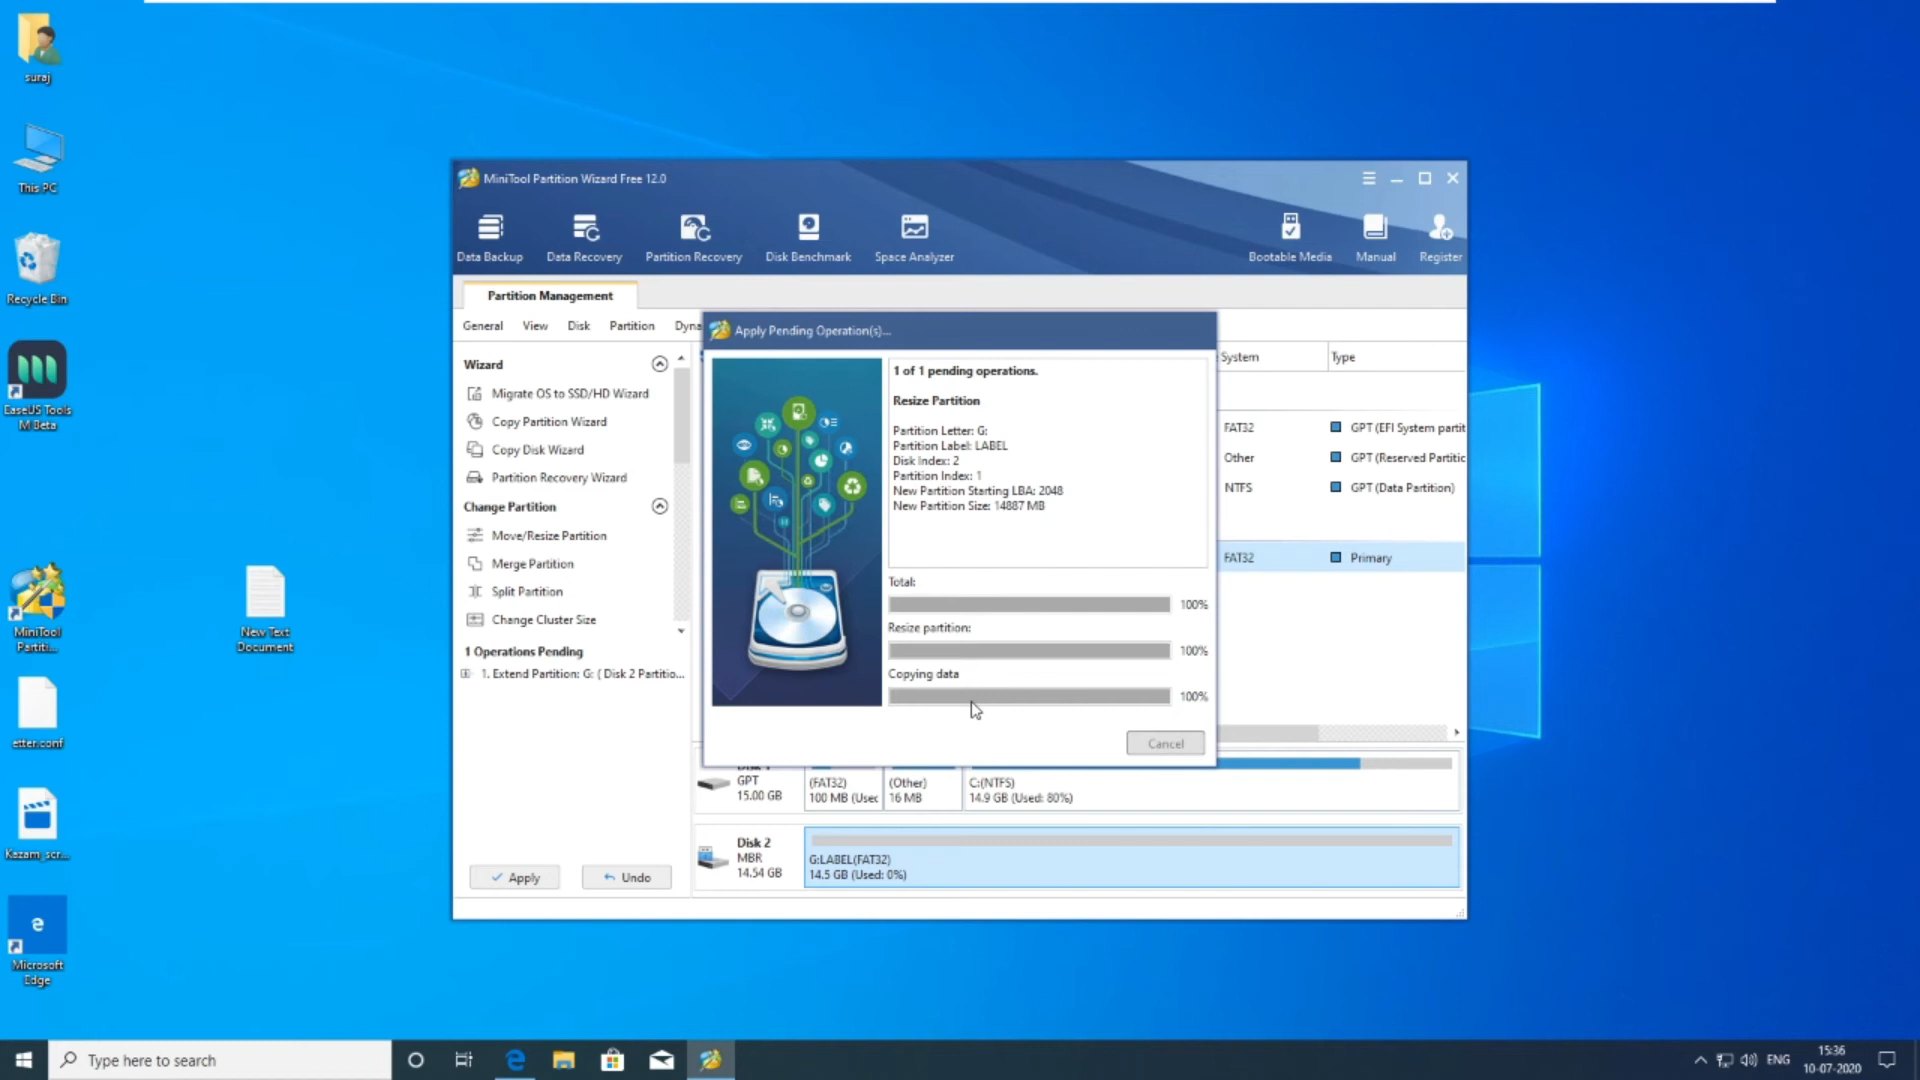 suraj
This PC
Recycle Bin
EaseUS Tools
M Beta
MiniTool
Partiti...
New Text
Document
etter.conf
Kazam_scr...
Microsoft
Edge
MiniTool Partition Wizard Free 12.0
Data Backup
Data Recovery
Partition Recovery
Disk Benchmark
Space Analyzer
Bootable Media
Manual
Register
Partition Management
General
View
Disk
Partition
Dyna
Wizard
Migrate OS to SSD/HD Wizard
Copy Partition Wizard
Copy Disk Wizard
Partition Recovery Wizard
Change Partition
Move/Resize Partition
Merge Partition
Split Partition
Change Cluster Size
1 Operations Pending
1. Extend Partition: G: ( Disk 2 Partitio...
Apply
Undo
Apply Pending Operation(s)...
1 of 1 pending operations.
Resize Partition
Partition Letter: G:
Partition Label: LABEL
Disk Index: 2
Partition Index: 1
New Partition Starting LBA: 2048
New Partition Size: 14887 MB
Total:
100%
Resize partition:
100%
Copying data
100%
Cancel
System
Type
FAT32
GPT (EFI System partit
Other
GPT (Reserved Partitic
NTFS
GPT (Data Partition)
FAT32
Primary
GPT
15.00 GB
(FAT32)
100 MB (Usec
(Other)
16 MB
C:(NTFS)
14.9 GB (Used: 80%)
Disk 2
MBR
14.54 GB
G:LABEL(FAT32)
14.5 GB (Used: 0%)
Type here to search
ENG
15:36
10-07-2020